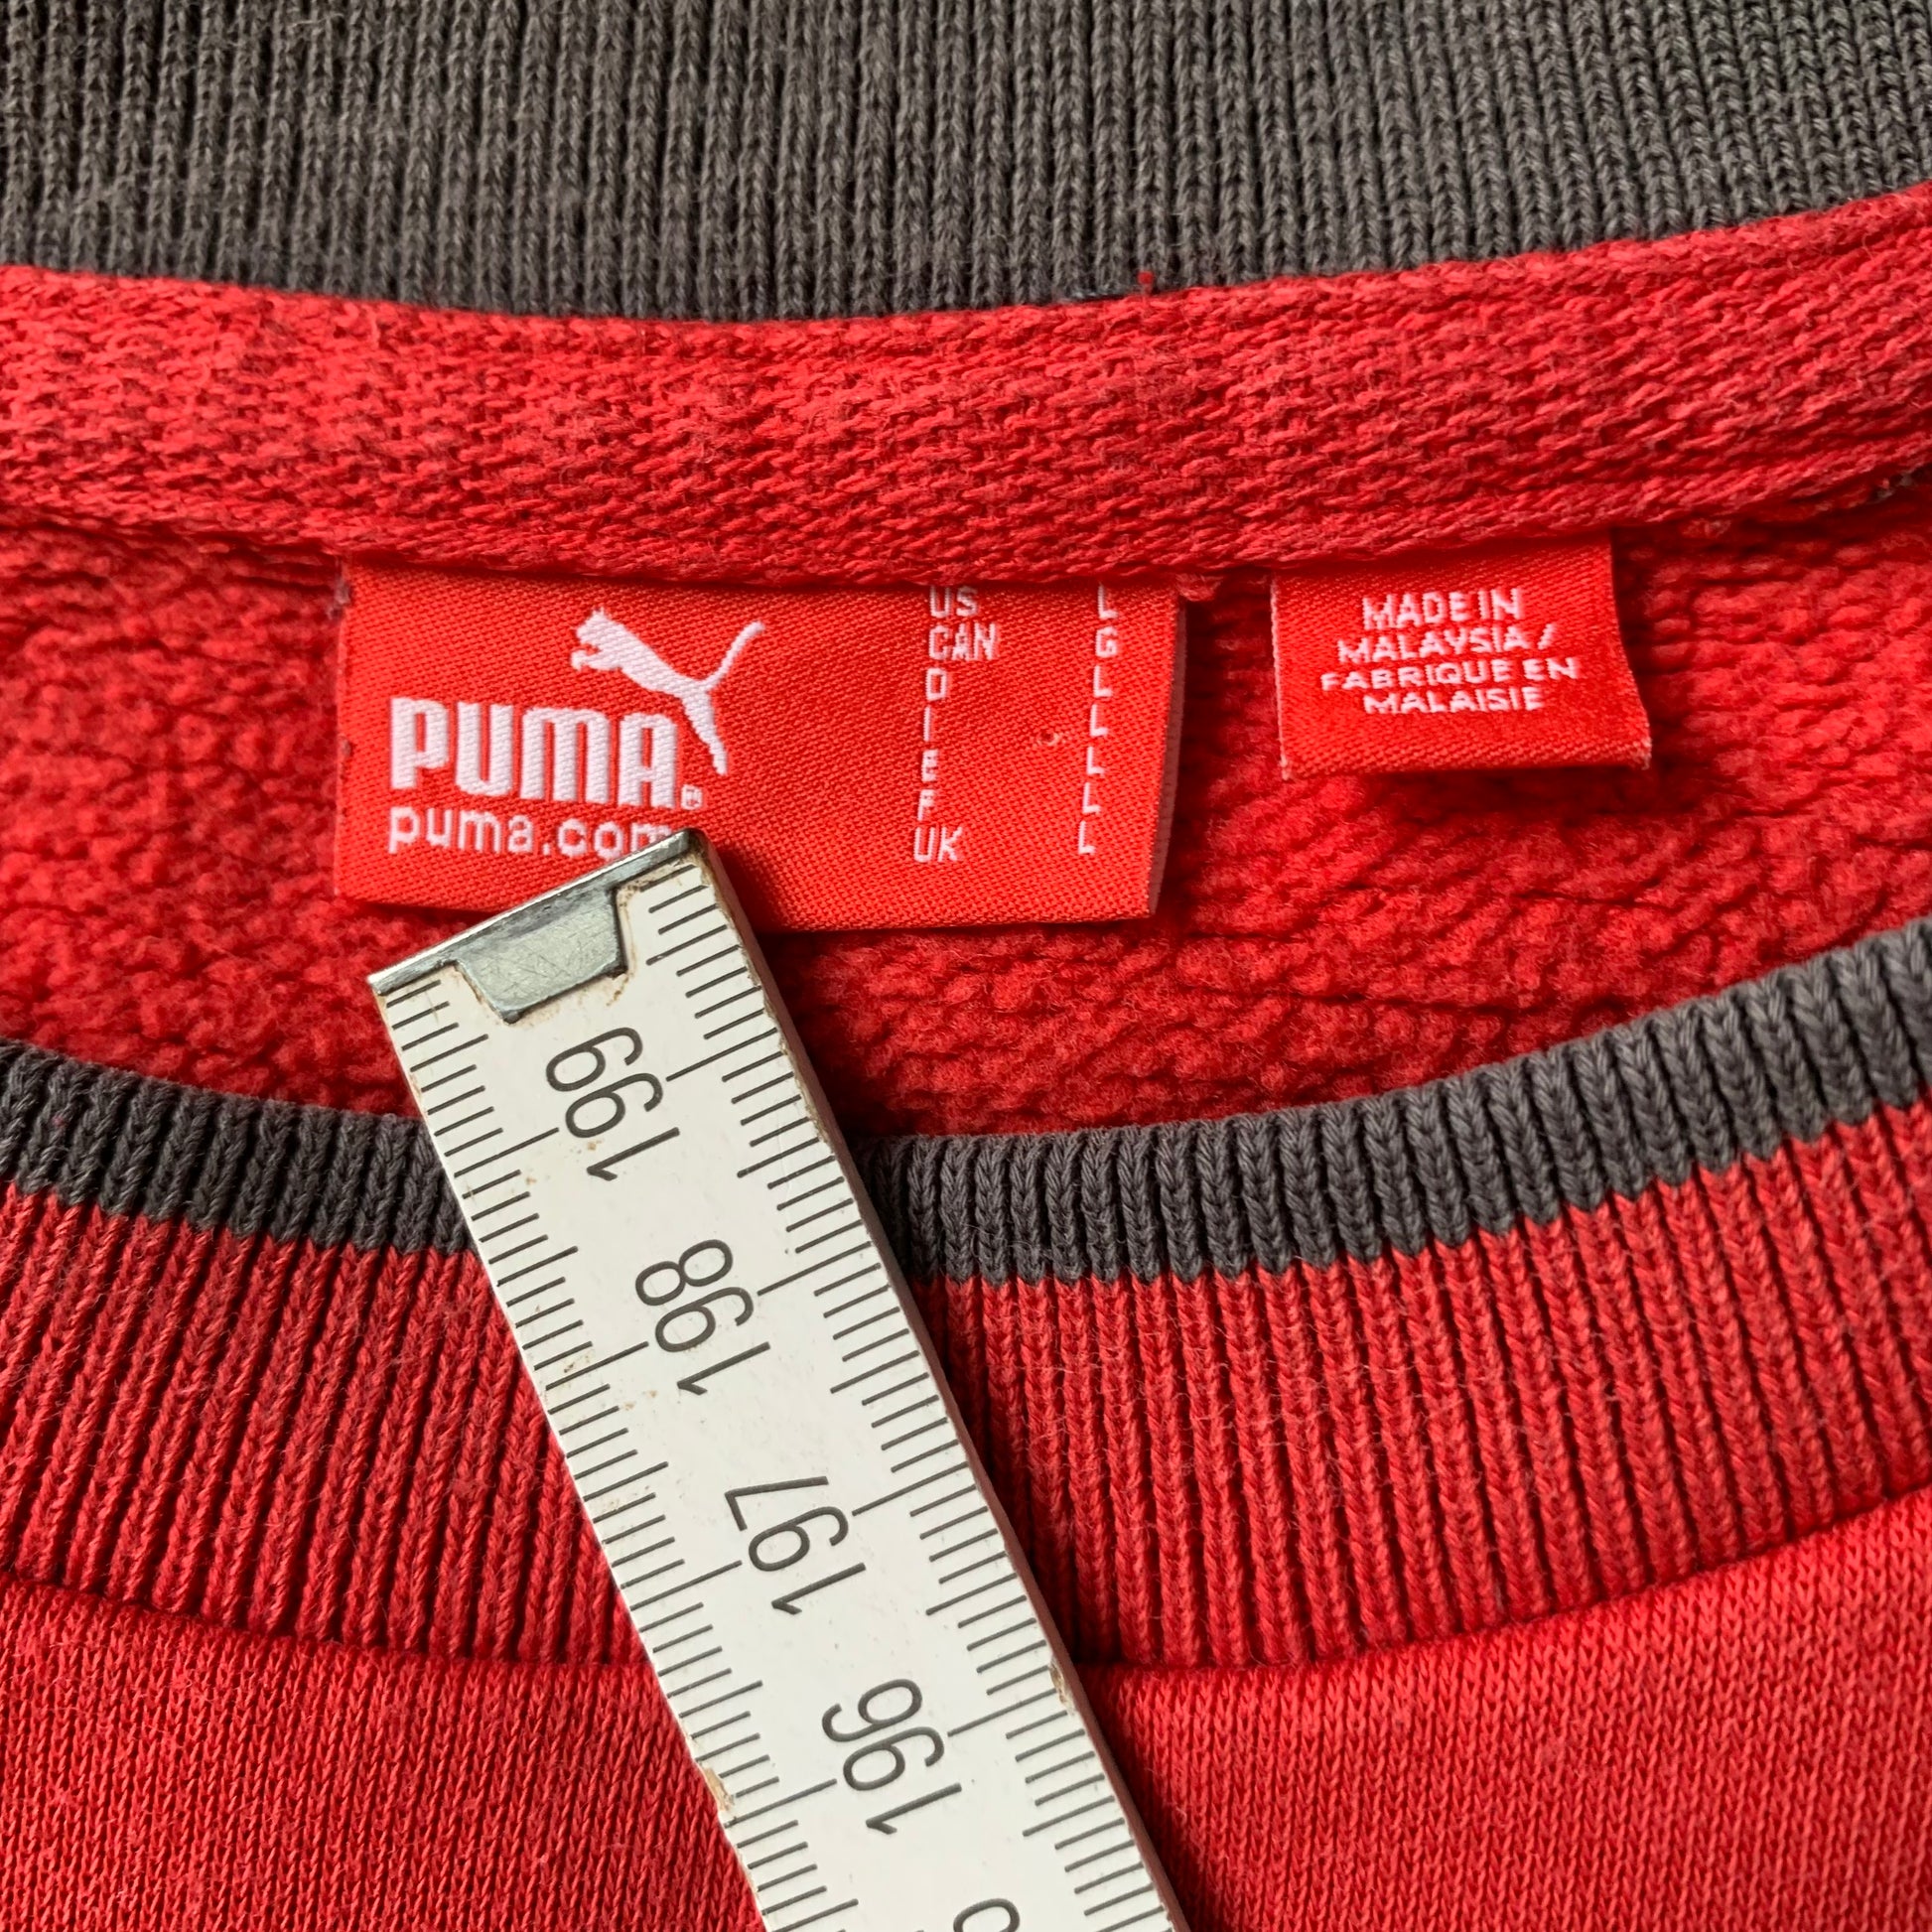 PUMA®
puma.com
US L
CAN G
D L
I L
E L
F L
UK L
MADE IN
MALAYSIA /
FABRIQUE EN
MALAISIE
199
198
197
196